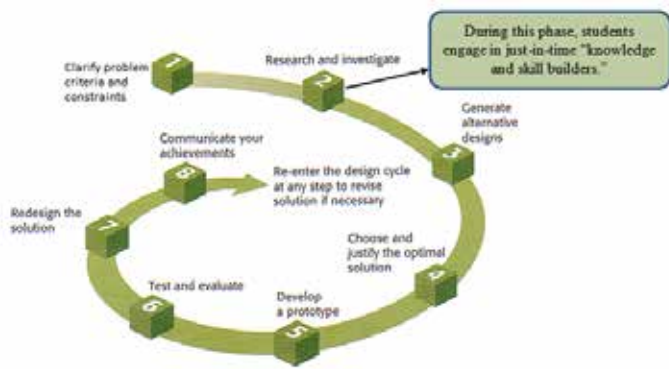 During this phase, students
engage in just-in-time "knowledge
and skill builders."
1
Clarify problem
criteria and
constraints
2
Research and investigate
3
Generate
alternative
designs
4
Choose and
justify the optimal
solution
5
Develop
a prototype
6
Test and evaluate
7
Redesign the
solution
8
Communicate your
achievements
Re-enter the design cycle
at any step to revise
solution if necessary